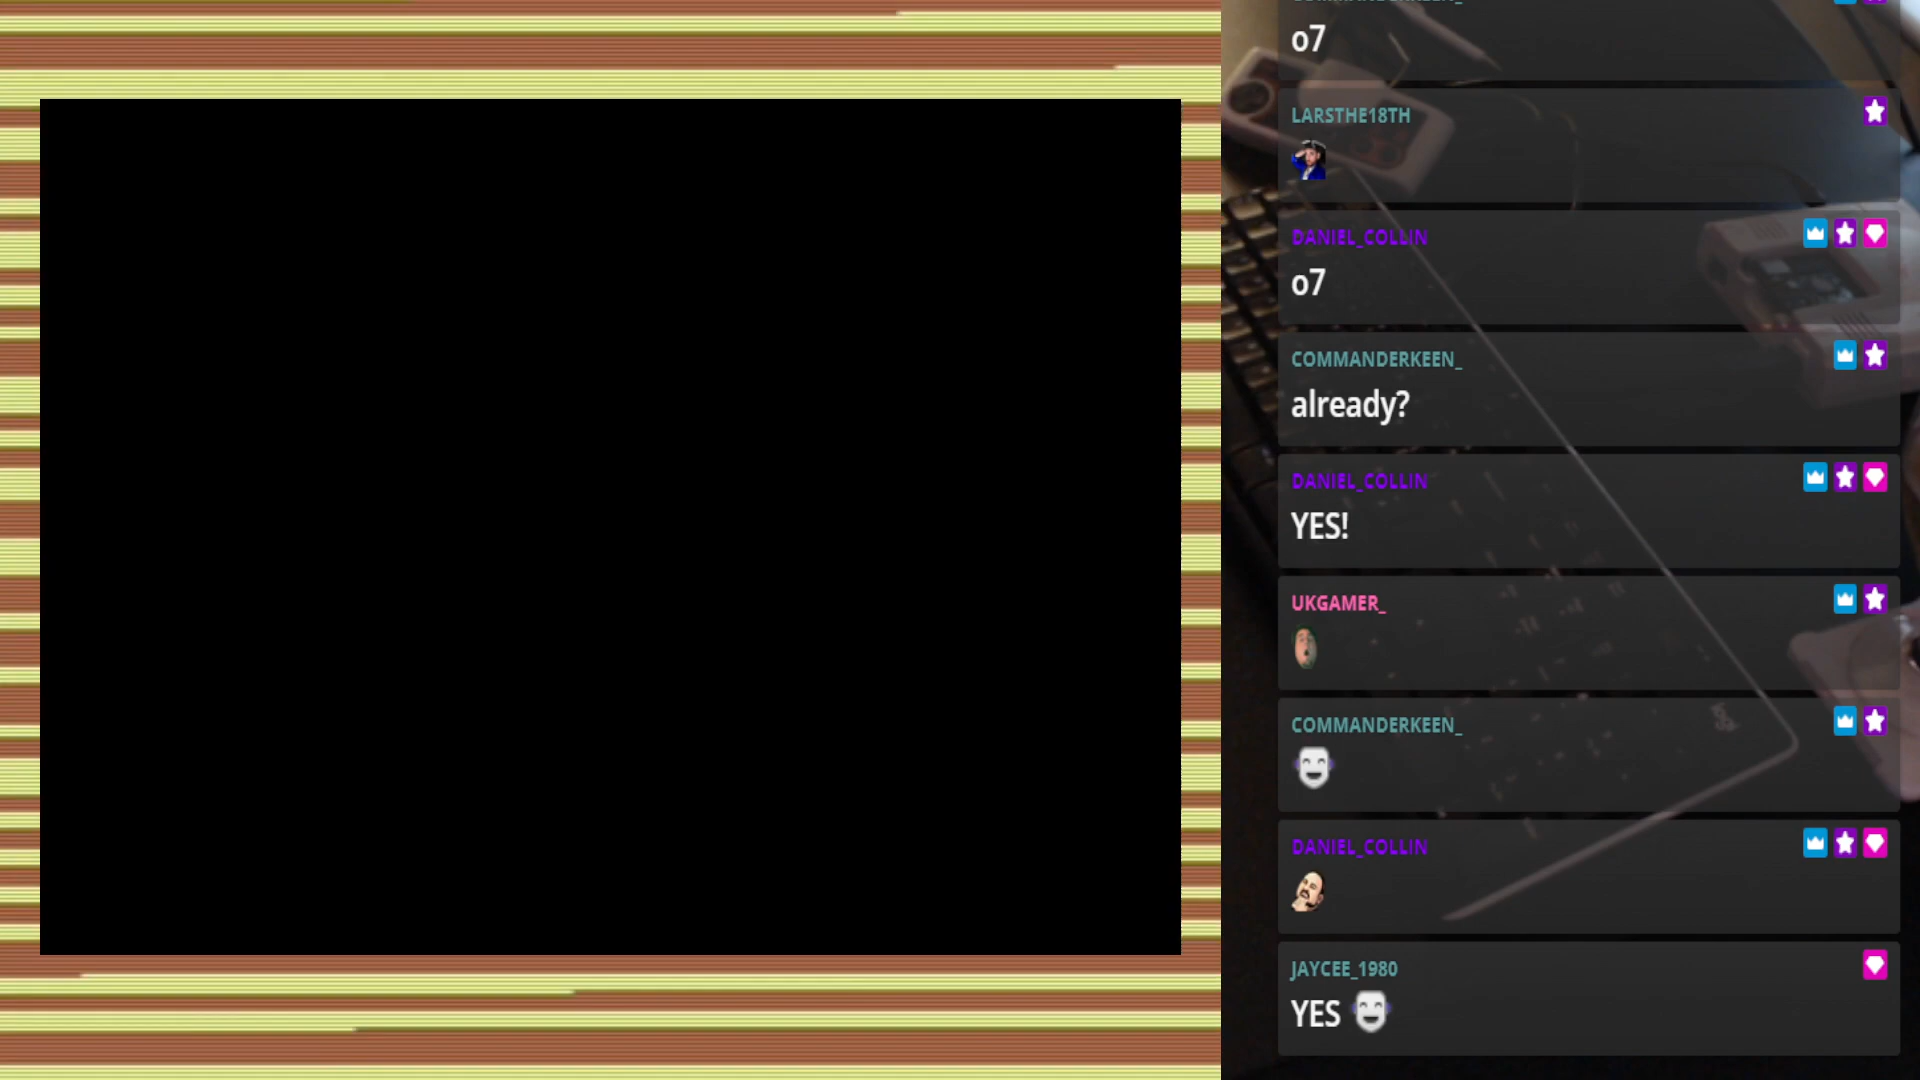 o7
LARSTHE18TH
DANIEL_COLLIN
o7
COMMANDERKEEN_
already?
DANIEL_COLLIN
YES!
UKGAMER_
COMMANDERKEEN_
DANIEL_COLLIN
JAYCEE_1980
YES